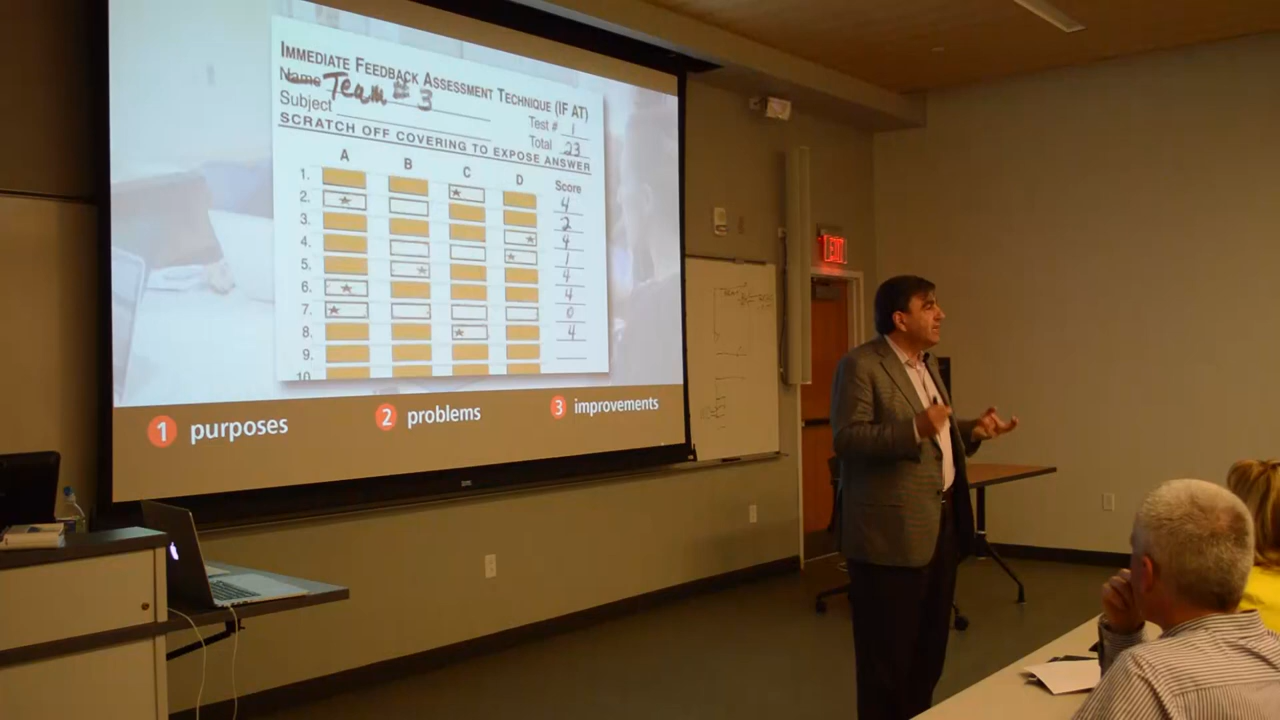 IMMEDIATE FEEDBACK ASSESSMENT TECHNIQUE (IF AT)
Name Team # 3
Subject
Test # 1
Total 23
SCRATCH OFF COVERING TO EXPOSE ANSWER
A B C D Score
1. 4
2. 2
3. 4
4. 1
5. 4
6. 4
7. 0
8. 4
9.
10
1 purposes 2 problems 3 improvements
EXIT